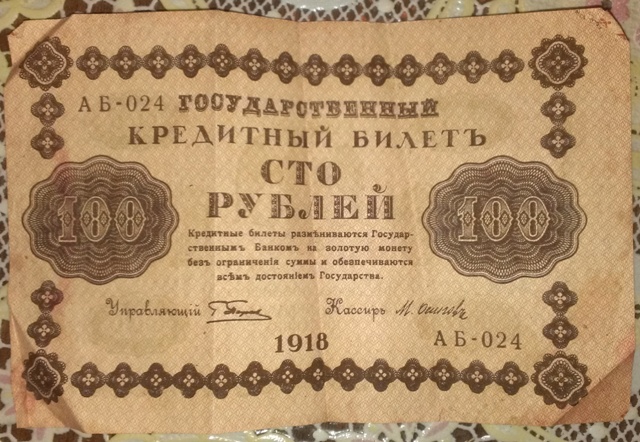 АБ-024 ГОСУДАРСТВЕННЫЙ
КРЕДИТНЫЙ БИЛЕТЪ
СТО
РУБЛЕЙ
100 100
Кредитные билеты размѣниваются Государ-
ственнымъ Банкомъ на золотую монету
безъ ограниченія суммы и обезпечиваются
всѣмъ достояніемъ Государства.
Управляющій Кассиръ
1918
АБ-024